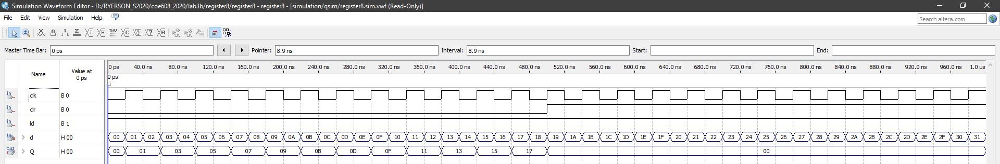 Simulation Waveform Editor - D:/RYERSON_S2020/coe608_2020/lab3b/register8/register8 - register8 - [simulation/qsim/register8.sim.vwf (Read-Only)]
File Edit View Simulation Help
Search altera.com
Master Time Bar: 0 ps Pointer: 8.9 ns Interval: 8.9 ns Start: End:
Name Value at 0 ps 0 ps 40.0 ns 80.0 ns 120.0 ns 160.0 ns 200.0 ns 240.0 ns 280.0 ns 320.0 ns 360.0 ns 400.0 ns 440.0 ns 480.0 ns 520.0 ns 560.0 ns 600.0 ns 640.0 ns 680.0 ns 720.0 ns 760.0 ns 800.0 ns 840.0 ns 880.0 ns 920.0 ns 960.0 ns 1.0 us
0 ps
in clk B 0
in clr B 0
in ld B 1
in > d H 00 00 01 02 03 04 05 06 07 08 09 0A 0B 0C 0D 0E 0F 10 11 12 13 14 15 16 17 18 19 1A 1B 1C 1D 1E 1F 20 21 22 23 24 25 26 27 28 29 2A 2B 2C 2D 2E 2F 30 31
out > Q H 00 00 01 03 05 07 09 0B 0D 0F 11 13 15 17 00